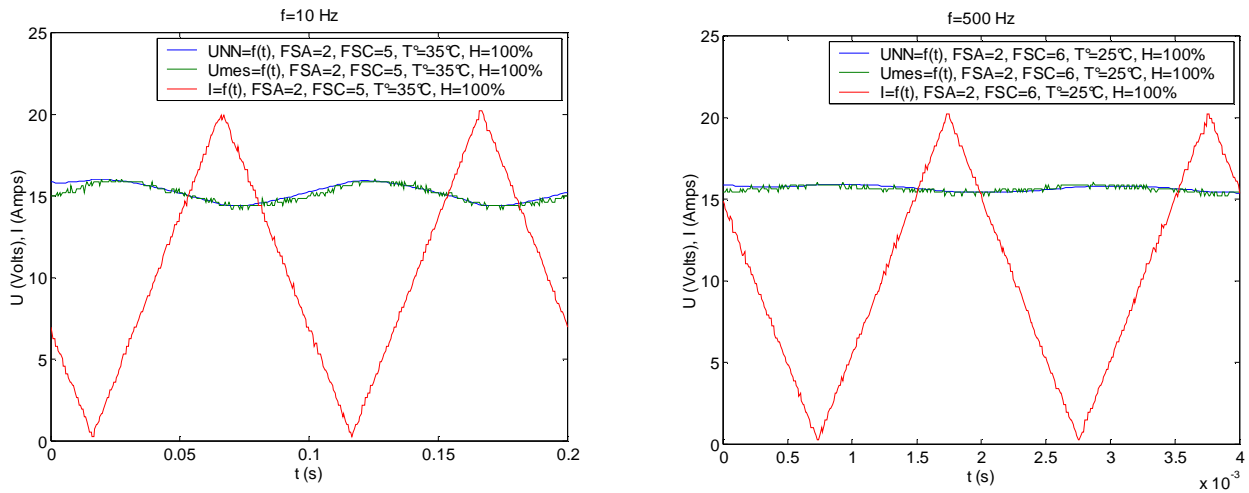 f=10 Hz
25
20
15
10
5
0
U (Volts), I (Amps)
UNN=f(t), FSA=2, FSC=5, T°=35°C, H=100%
Umes=f(t), FSA=2, FSC=5, T°=35°C, H=100%
I=f(t), FSA=2, FSC=5, T°=35°C, H=100%
0 0.05 0.1 0.15 0.2
t (s)
f=500 Hz
25
20
15
10
5
0
U (Volts), I (Amps)
UNN=f(t), FSA=2, FSC=6, T°=25°C, H=100%
Umes=f(t), FSA=2, FSC=6, T°=25°C, H=100%
I=f(t), FSA=2, FSC=6, T°=25°C, H=100%
0 0.5 1 1.5 2 2.5 3 3.5 4
t (s)
x 10⁻³